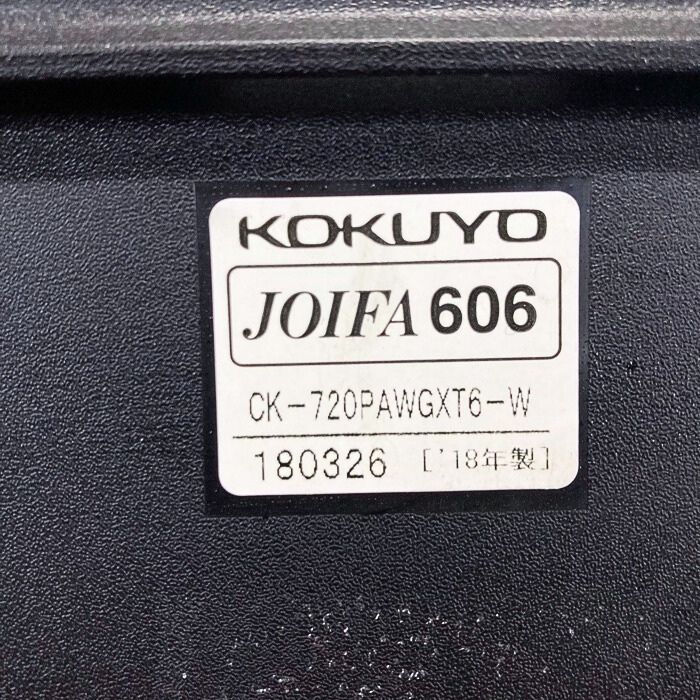 KOKUYO
JOIFA 606
CK-720PAWGXT6-W
180326 ['18年製]